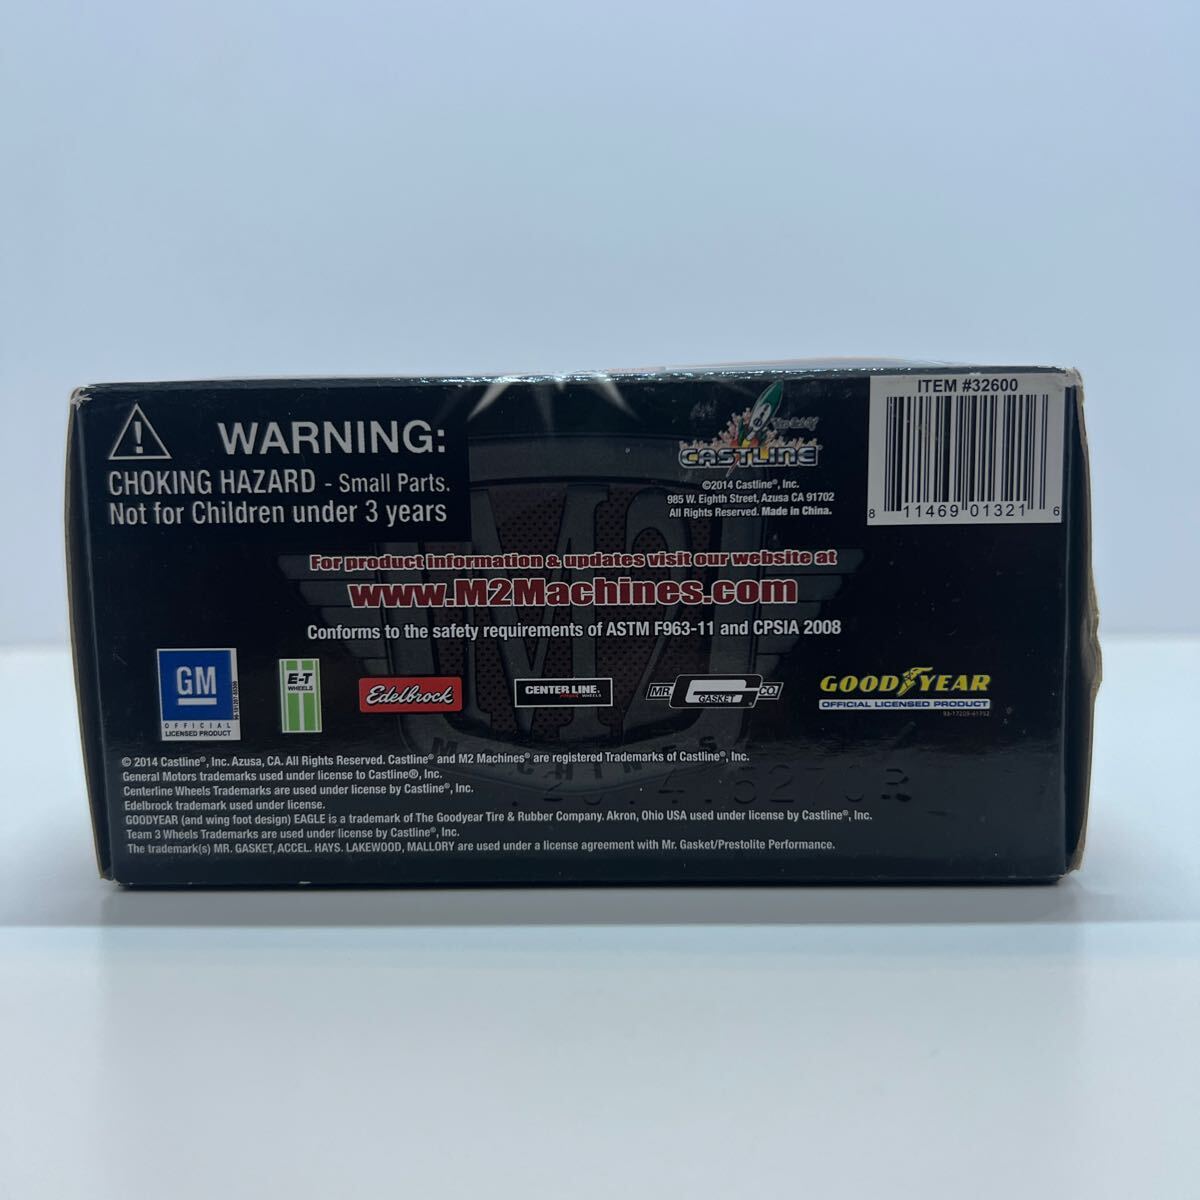 WARNING:
CHOKING HAZARD - Small Parts.
Not for Children under 3 years
CASTLINE
©2014 Castline®, Inc.
985 W. Eighth Street, Azusa CA 91702
All Rights Reserved. Made in China.
ITEM #32600
8 11469 01321 6
For product information & updates visit our website at
www.M2Machines.com
Conforms to the safety requirements of ASTM F963-11 and CPSIA 2008
GM
OFFICIAL
LICENSED PRODUCT
E-T
WHEELS
Edelbrock
CENTER LINE®
WHEELS
MR. GASKET CO.
GOODYEAR
OFFICIAL LICENSED PRODUCT
MACHINES
© 2014 Castline®, Inc. Azusa, CA. All Rights Reserved. Castline® and M2 Machines® are registered Trademarks of Castline®, Inc.
General Motors trademarks used under license to Castline®, Inc.
Centerline Wheels Trademarks are used under license by Castline®, Inc.
Edelbrock trademark used under license.
GOODYEAR (and wing foot design) EAGLE is a trademark of The Goodyear Tire & Rubber Company. Akron, Ohio USA used under license by Castline®, Inc.
Team 3 Wheels Trademarks are used under license by Castline®, Inc.
The trademark(s) MR. GASKET, ACCEL. HAYS. LAKEWOOD, MALLORY are used under a license agreement with Mr. Gasket/Prestolite Performance.